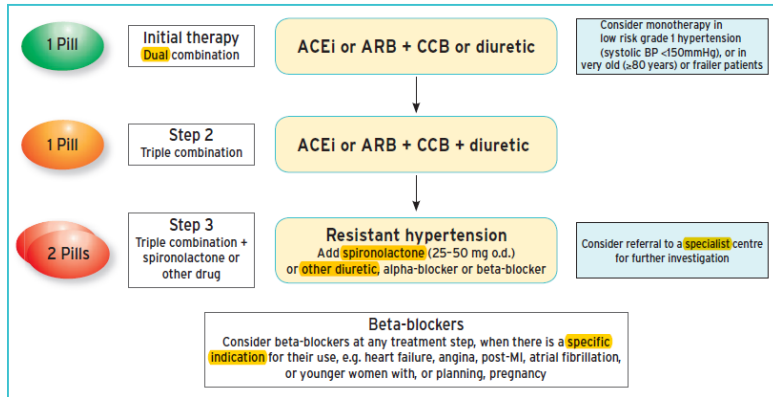 1 Pill
Initial therapy
Dual combination
ACEi or ARB + CCB or diuretic
Consider monotherapy in
low risk grade 1 hypertension
(systolic BP <150mmHg), or in
very old (≥80 years) or frailer patients
1 Pill
Step 2
Triple combination
ACEi or ARB + CCB + diuretic
2 Pills
Step 3
Triple combination +
spironolactone or
other drug
Resistant hypertension
Add spironolactone (25-50 mg o.d.)
or other diuretic, alpha-blocker or beta-blocker
Consider referral to a specialist centre
for further investigation
Beta-blockers
Consider beta-blockers at any treatment step, when there is a specific
indication for their use, e.g. heart failure, angina, post-MI, atrial fibrillation,
or younger women with, or planning, pregnancy